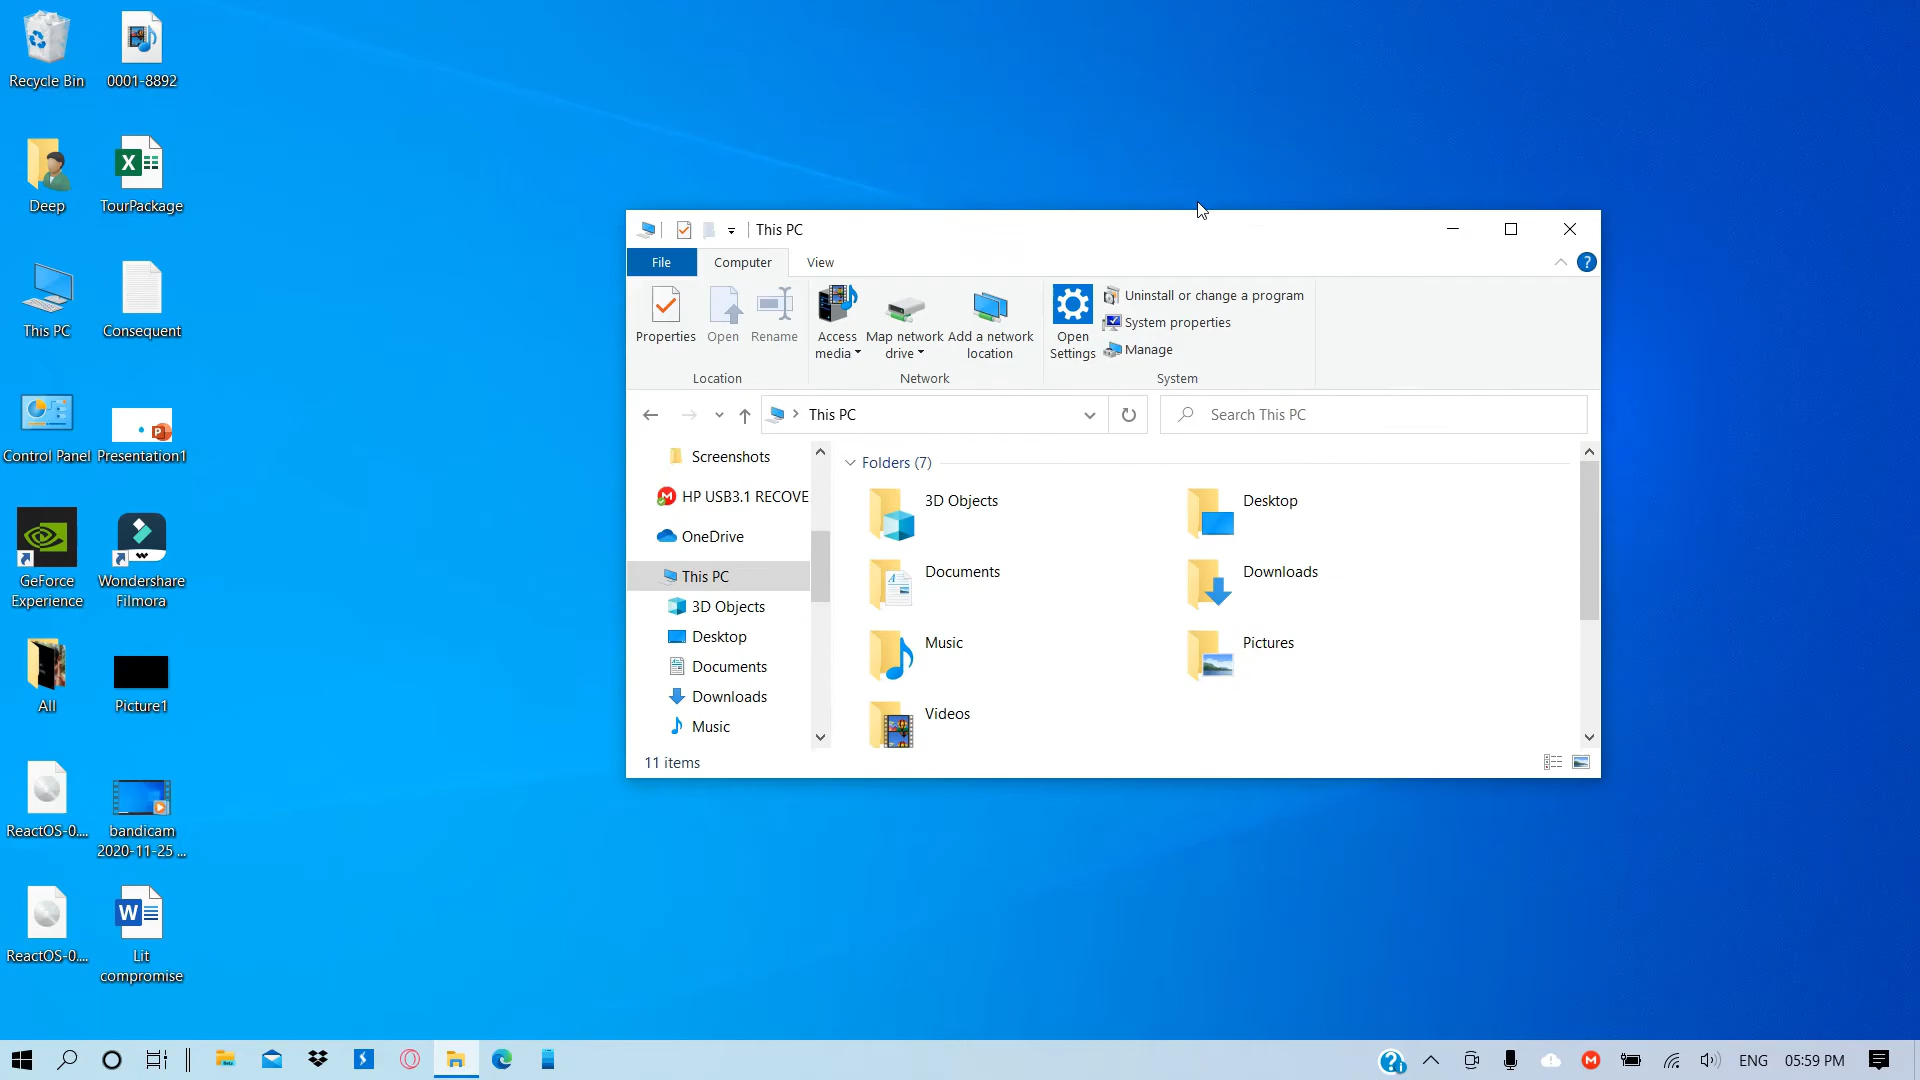 Recycle Bin
0001-8892
Deep
TourPackage
This PC
Consequent
Control Panel
Presentation1
GeForce
Experience
Wondershare
Filmora
All
Picture1
ReactOS-0....
bandicam
2020-11-25 ...
ReactOS-0....
Lit
compromise
This PC
File
Computer
View
Properties
Open
Rename
Location
Access
media
Map network
drive
Add a network
location
Network
Open
Settings
Uninstall or change a program
System properties
Manage
System
This PC
Search This PC
Screenshots
HP USB3.1 RECOVE
OneDrive
This PC
3D Objects
Desktop
Documents
Downloads
Music
Folders (7)
3D Objects
Desktop
Documents
Downloads
Music
Pictures
Videos
11 items
ENG
05:59 PM